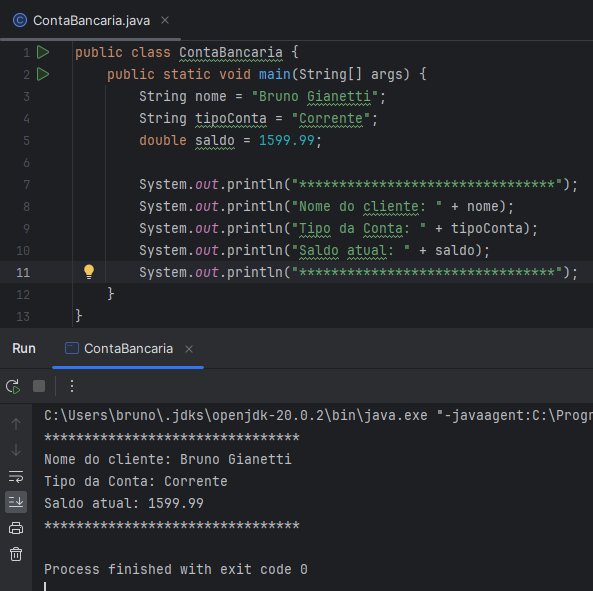 ContaBancaria.java
1 public class ContaBancaria {
2 public static void main(String[] args) {
3 String nome = "Bruno Gianetti";
4 String tipoConta = "Corrente";
5 double saldo = 1599.99;
6
7 System.out.println("********************************");
8 System.out.println("Nome do cliente: " + nome);
9 System.out.println("Tipo da Conta: " + tipoConta);
10 System.out.println("Saldo atual: " + saldo);
11 System.out.println("********************************");
12 }
13 }
Run ContaBancaria
C:\Users\bruno\.jdks\openjdk-20.0.2\bin\java.exe "-javaagent:C:\Progr
********************************
Nome do cliente: Bruno Gianetti
Tipo da Conta: Corrente
Saldo atual: 1599.99
********************************
Process finished with exit code 0